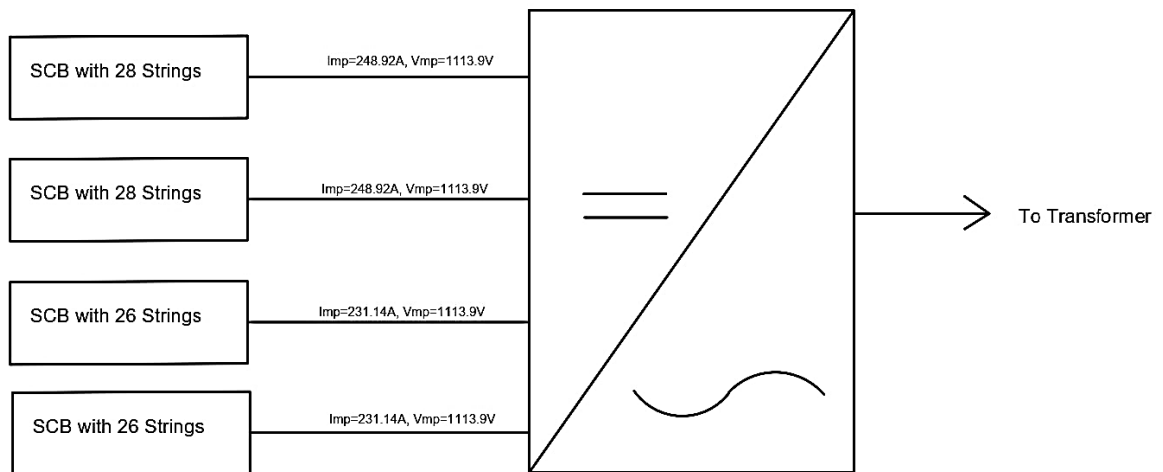 SCB with 28 Strings
Imp=248.92A, Vmp=1113.9V
SCB with 28 Strings
Imp=248.92A, Vmp=1113.9V
To Transformer
SCB with 26 Strings
Imp=231.14A, Vmp=1113.9V
SCB with 26 Strings
Imp=231.14A, Vmp=1113.9V